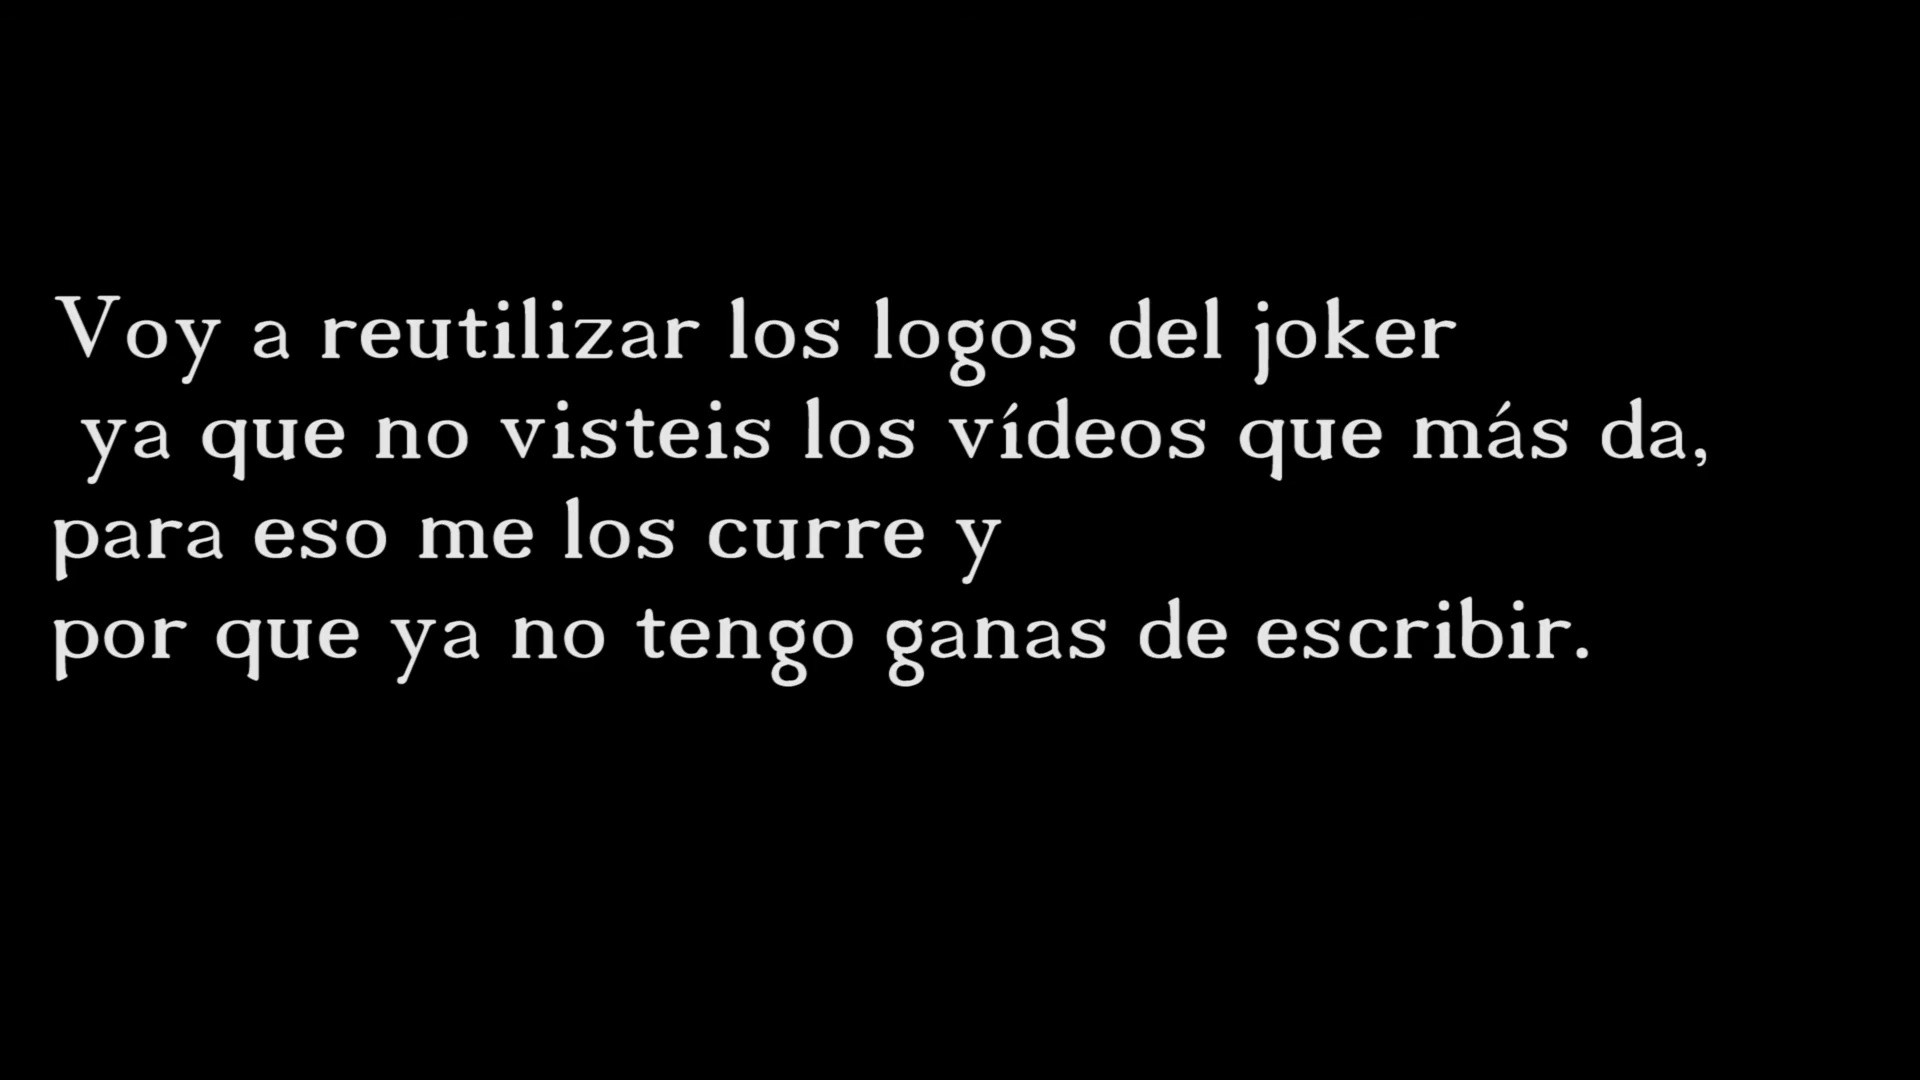 Voy a reutilizar los logos del joker
ya que no visteis los vídeos que más da,
para eso me los curre y
por que ya no tengo ganas de escribir.